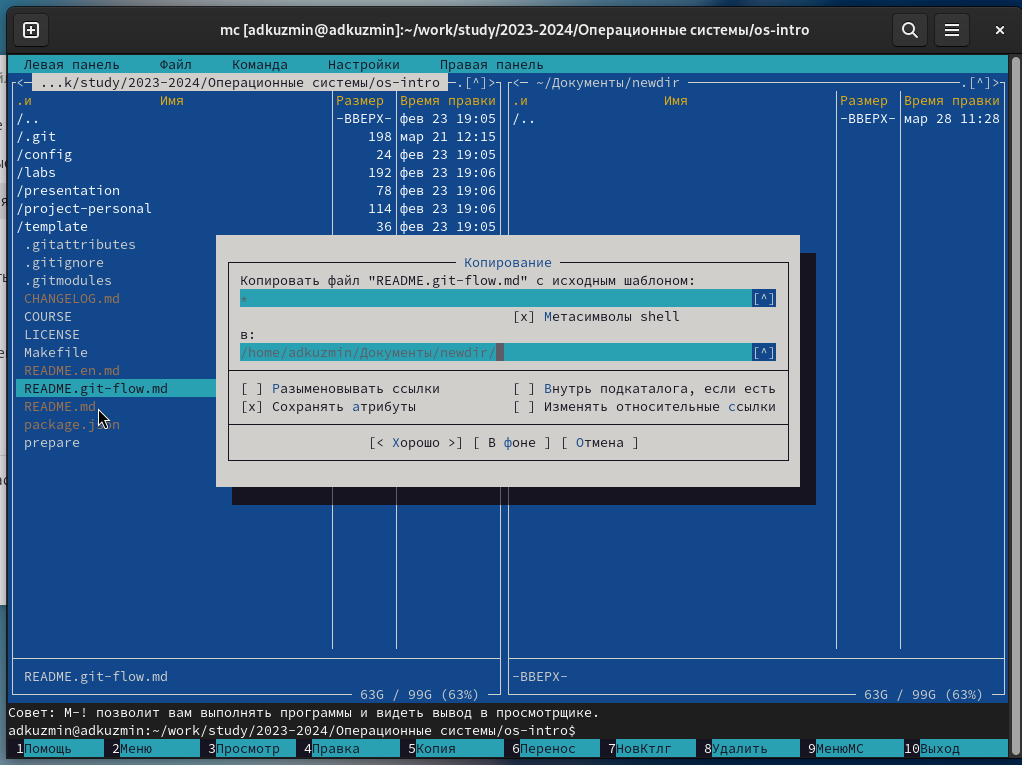 mc [adkuzmin@adkuzmin]:~/work/study/2023-2024/Операционные системы/os-intro
Левая панель Файл Команда Настройки Правая панель
<─ ...k/study/2023-2024/Операционные системы/os-intro ─.[^]> <─ ~/Документы/newdir ─.[^]>
.и Имя Размер Время правки .и Имя Размер Время правки
/.. -ВВЕРХ- фев 23 19:05 /.. -ВВЕРХ- мар 28 11:28
/.git 198 мар 21 12:15
/config 24 фев 23 19:05
/labs 192 фев 23 19:06
/presentation 78 фев 23 19:06
/project-personal 114 фев 23 19:06
/template 36 фев 23 19:05
.gitattributes
.gitignore
.gitmodules
CHANGELOG.md
COURSE
LICENSE
Makefile
README.en.md
README.git-flow.md
README.md
package.json
prepare
Копирование
Копировать файл "README.git-flow.md" с исходным шаблоном:
* [^]
[x] Метасимволы shell
в:
/home/adkuzmin/Документы/newdir/ [^]
[ ] Разыменовывать ссылки [ ] Внутрь подкаталога, если есть
[x] Сохранять атрибуты [ ] Изменять относительные ссылки
[< Хорошо >] [ В фоне ] [ Отмена ]
README.git-flow.md -ВВЕРХ-
63G / 99G (63%) 63G / 99G (63%)
Совет: M-! позволит вам выполнять программы и видеть вывод в просмотрщике.
adkuzmin@adkuzmin:~/work/study/2023-2024/Операционные системы/os-intro$
1Помощь 2Меню 3Просмотр 4Правка 5Копия 6Перенос 7НовКтлг 8Удалить 9МенюМС 10Выход